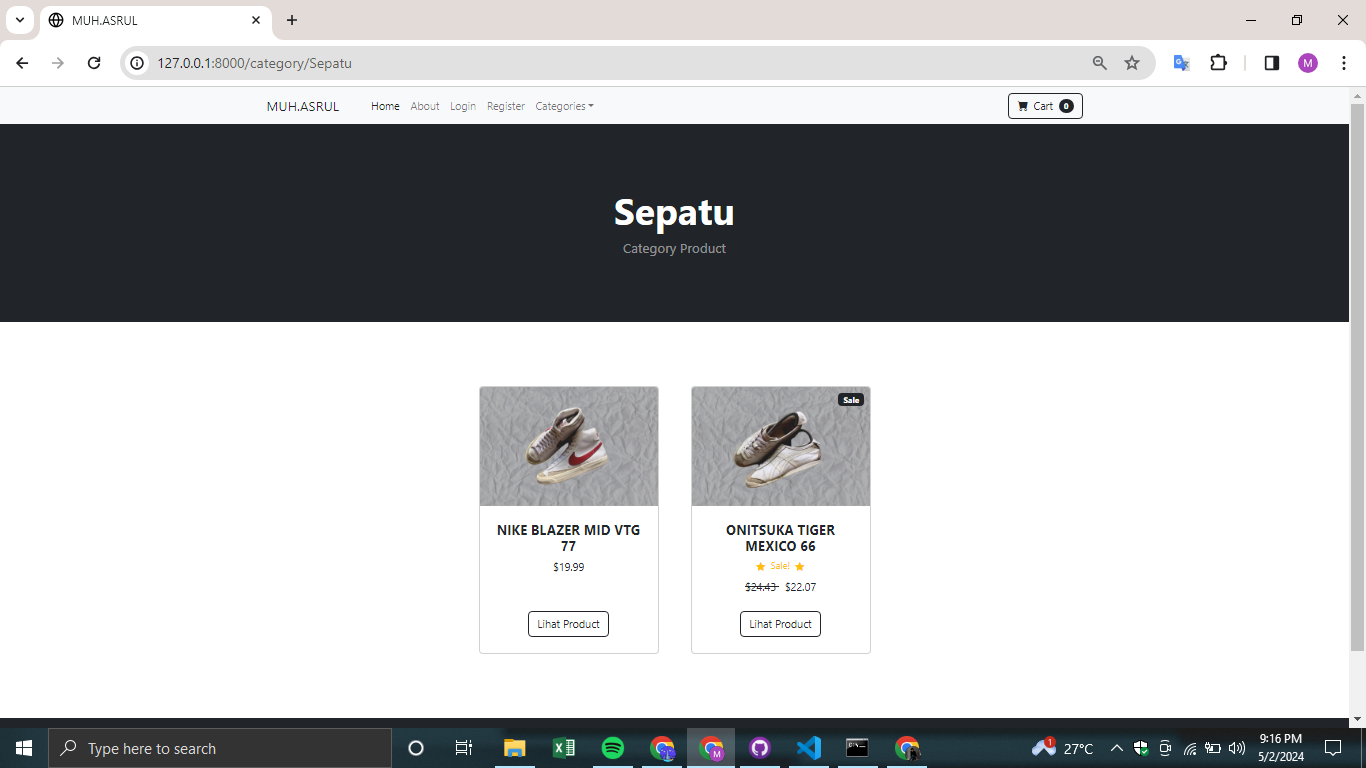 MUH.ASRUL
127.0.0.1:8000/category/Sepatu
M
MUH.ASRUL Home About Login Register Categories Cart 0
Sepatu
Category Product
Sale
NIKE BLAZER MID VTG
77
$19.99
Lihat Product
ONITSUKA TIGER
MEXICO 66
Sale!
$24.43 $22.07
Lihat Product
Type here to search
M
1
27°C
9:16 PM
5/2/2024